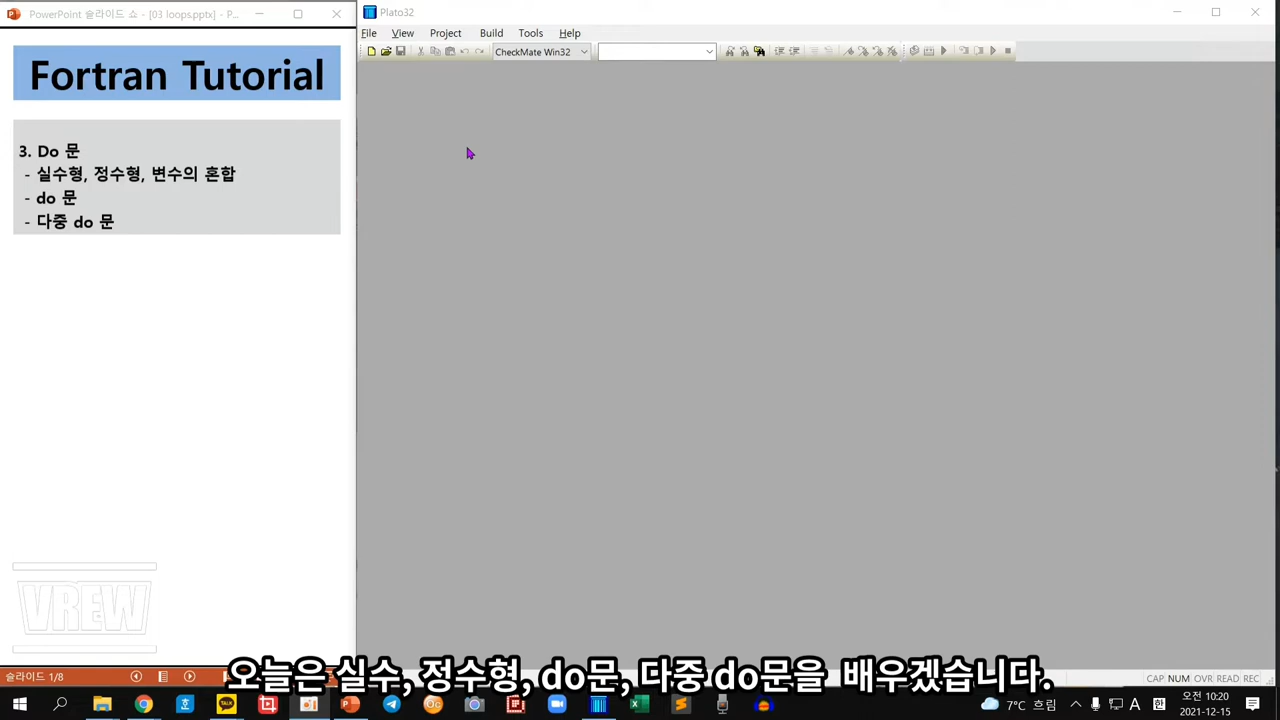 PowerPoint 슬라이드 쇼 - [03 loops.pptx] - P...
Plato32
File View Project Build Tools Help
CheckMate Win32
Fortran Tutorial
3. Do 문
- 실수형, 정수형, 변수의 혼합
- do 문
- 다중 do 문
VREW
슬라이드 1/8
오늘은 실수, 정수형, do문, 다중 do문을 배우겠습니다.
CAP NUM OVR READ REC
TALK
7°C 흐림
A
한
오전 10:20
2021-12-15